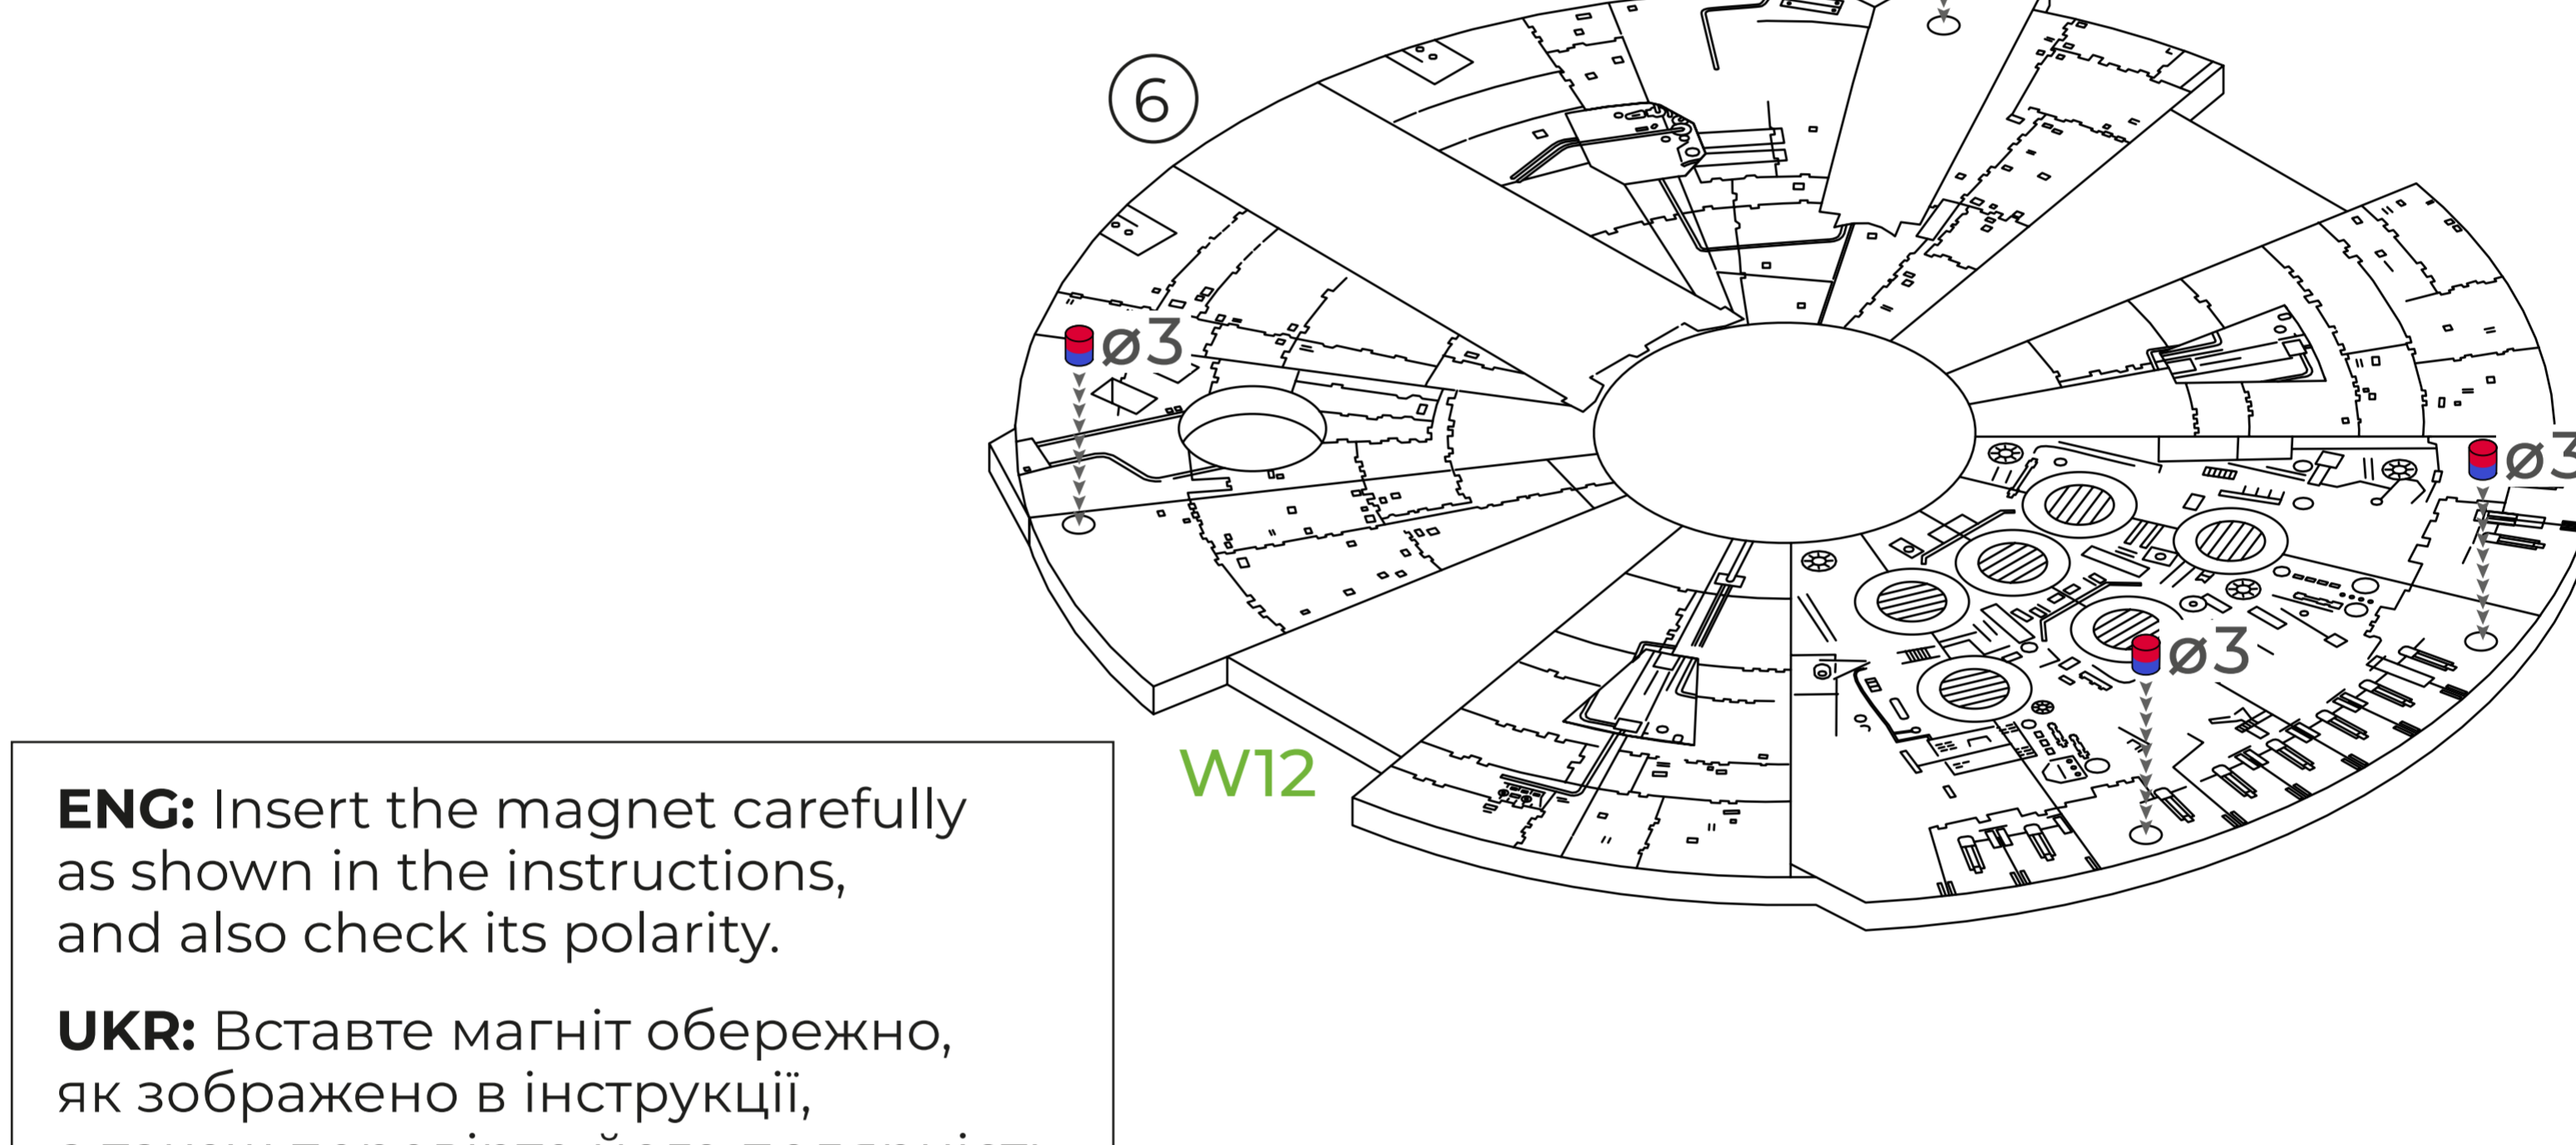 6
ø3
ø3
ø3
W12
ENG: Insert the magnet carefully
as shown in the instructions,
and also check its polarity.
UKR: Вставте магніт обережно,
як зображено в інструкції,